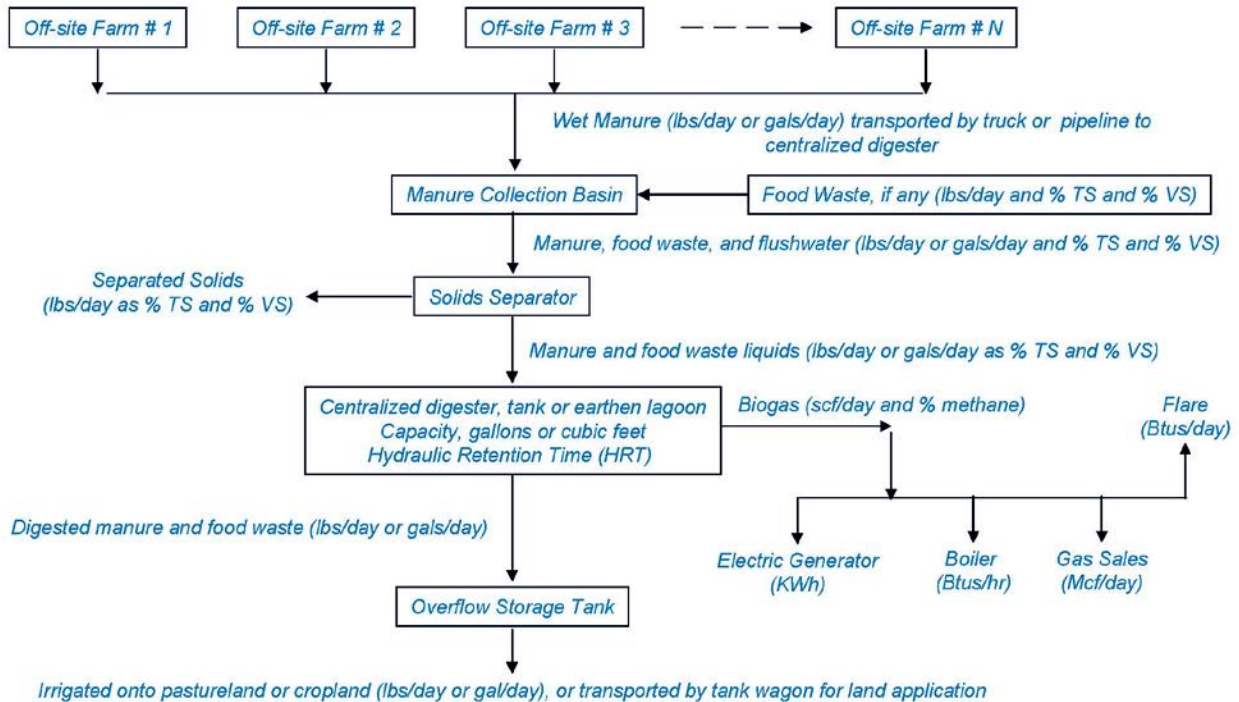 Off-site Farm # 1
Off-site Farm # 2
Off-site Farm # 3
Off-site Farm # N
Wet Manure (lbs/day or gals/day) transported by truck or pipeline to
centralized digester
Manure Collection Basin
Food Waste, if any (lbs/day and % TS and % VS)
Manure, food waste, and flushwater (lbs/day or gals/day and % TS and % VS)
Separated Solids
(lbs/day as % TS and % VS)
Solids Separator
Manure and food waste liquids (lbs/day or gals/day as % TS and % VS)
Centralized digester, tank or earthen lagoon
Capacity, gallons or cubic feet
Hydraulic Retention Time (HRT)
Biogas (scf/day and % methane)
Flare
(Btus/day)
Digested manure and food waste (lbs/day or gals/day)
Electric Generator
(KWh)
Boiler
(Btus/hr)
Gas Sales
(Mcf/day)
Overflow Storage Tank
Irrigated onto pastureland or cropland (lbs/day or gal/day), or transported by tank wagon for land application